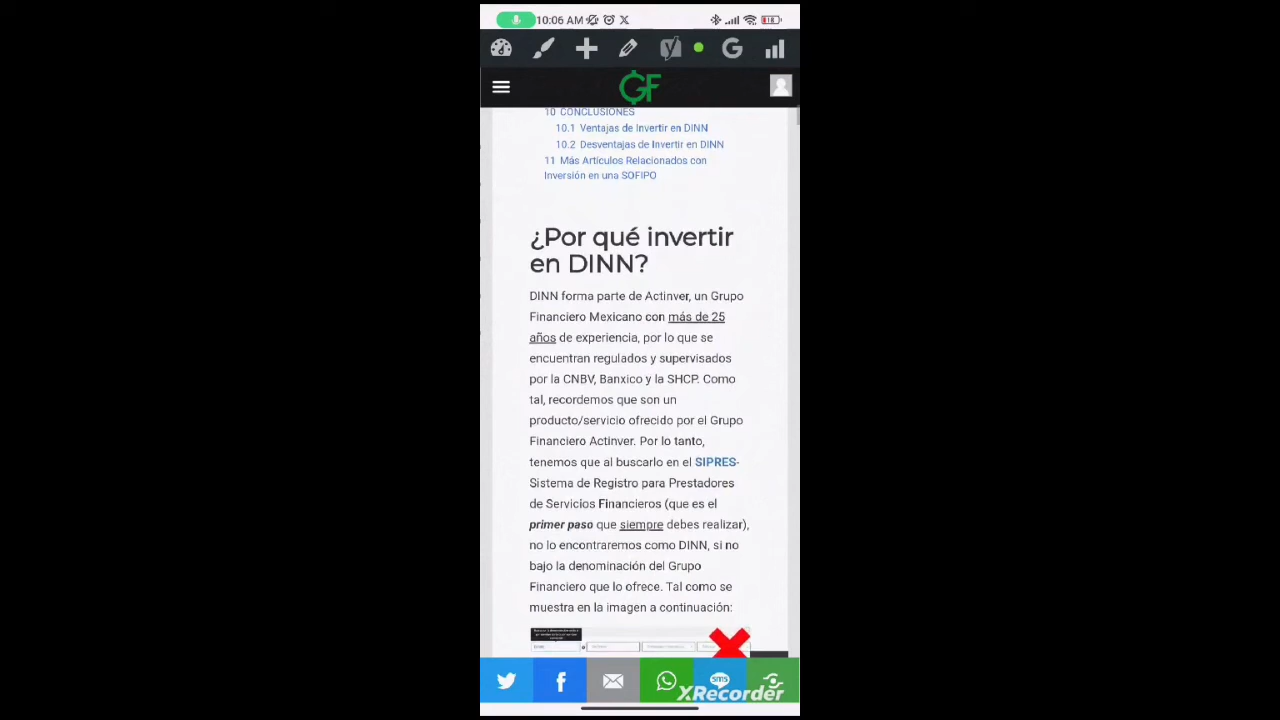 10:06 AM
GF
10 CONCLUSIONES
10.1 Ventajas de Invertir en DINN
10.2 Desventajas de Invertir en DINN
11 Más Artículos Relacionados con
Inversión en una SOFIPO
¿Por qué invertir
en DINN?
DINN forma parte de Actinver, un Grupo
Financiero Mexicano con más de 25
años de experiencia, por lo que se
encuentran regulados y supervisados
por la CNBV, Banxico y la SHCP. Como
tal, recordemos que son un
producto/servicio ofrecido por el Grupo
Financiero Actinver. Por lo tanto,
tenemos que al buscarlo en el SIPRES-
Sistema de Registro para Prestadores
de Servicios Financieros (que es el
primer paso que siempre debes realizar),
no lo encontraremos como DINN, si no
bajo la denominación del Grupo
Financiero que lo ofrece. Tal como se
muestra en la imagen a continuación:
SMS
XRecorder